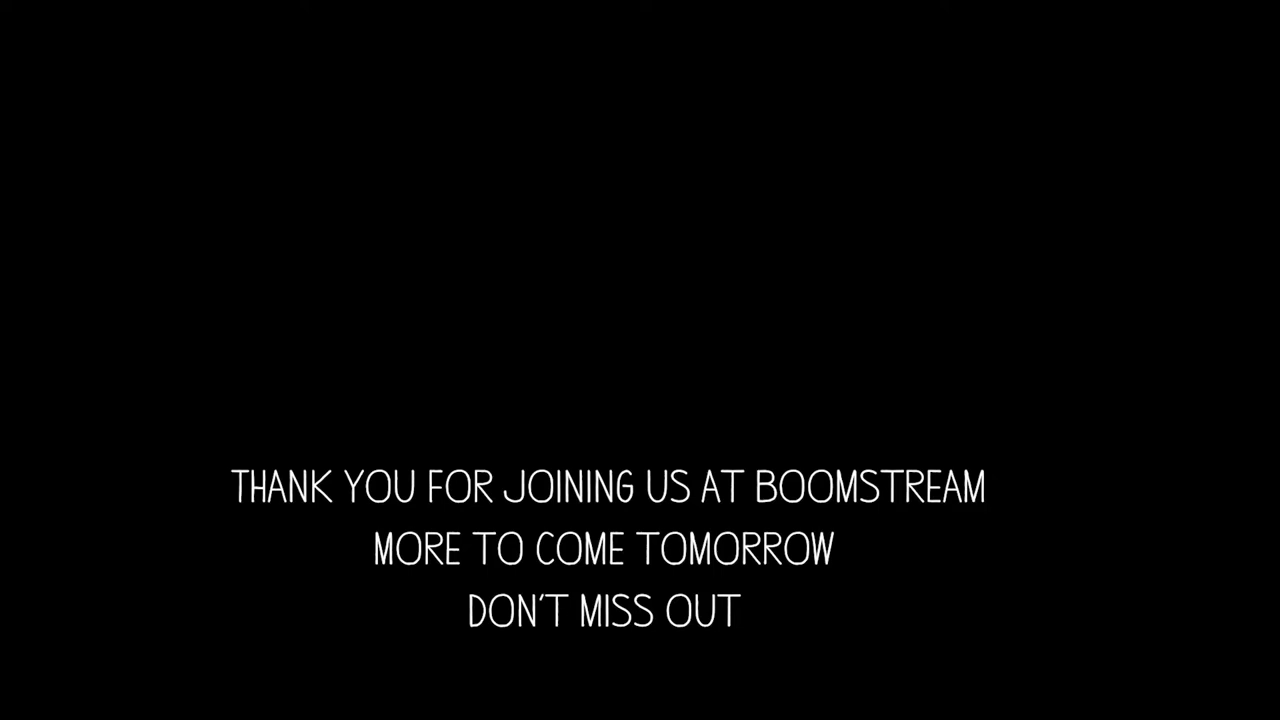 THANK YOU FOR JOINING US AT BOOMSTREAM
MORE TO COME TOMORROW
DON'T MISS OUT